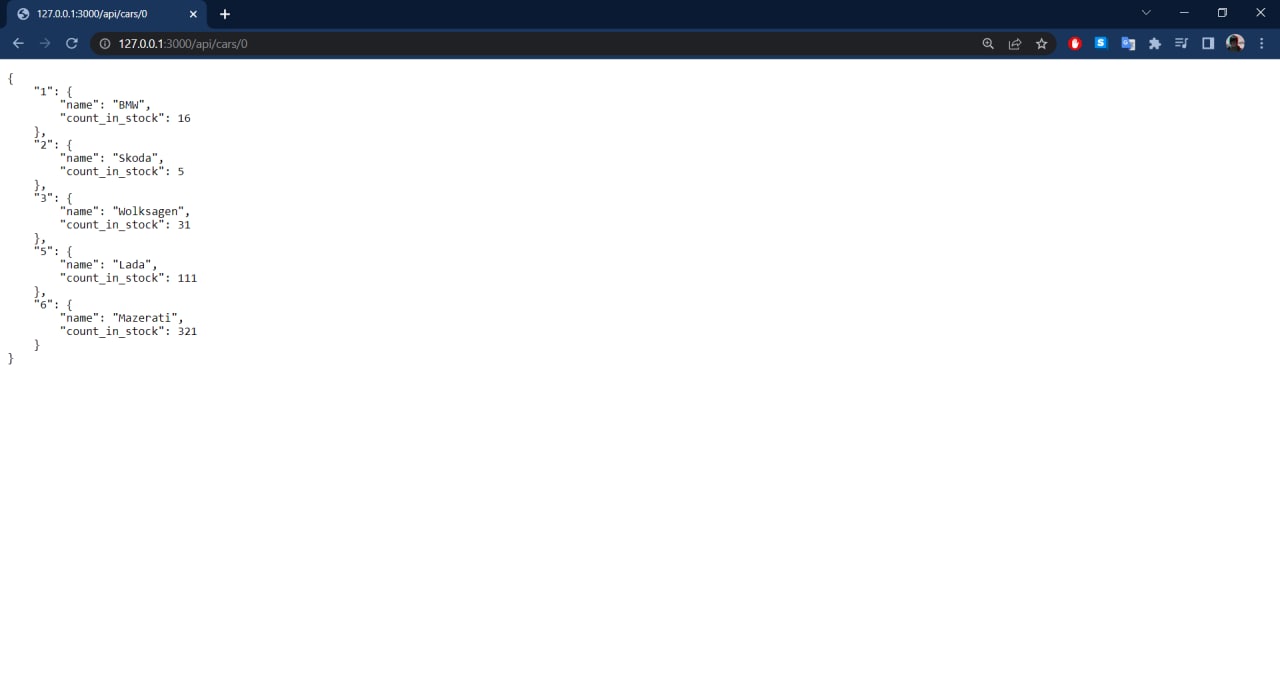 127.0.0.1:3000/api/cars/0
127.0.0.1:3000/api/cars/0
{
    "1": {
        "name": "BMW",
        "count_in_stock": 16
    },
    "2": {
        "name": "Skoda",
        "count_in_stock": 5
    },
    "3": {
        "name": "Wolksagen",
        "count_in_stock": 31
    },
    "5": {
        "name": "Lada",
        "count_in_stock": 111
    },
    "6": {
        "name": "Mazerati",
        "count_in_stock": 321
    }
}